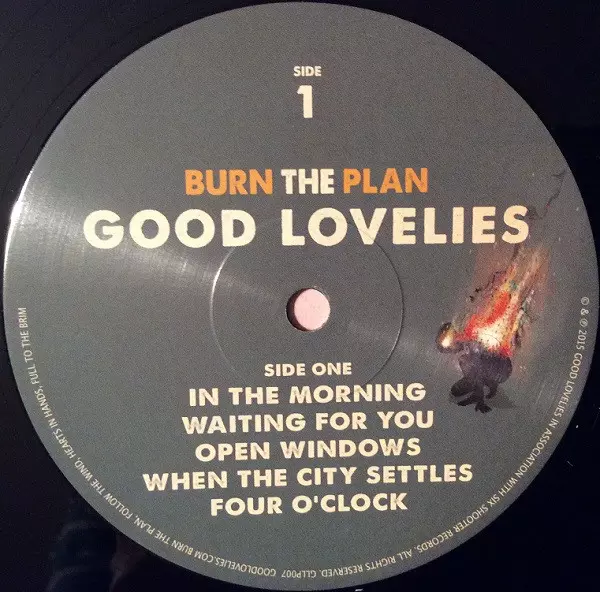 SIDE
1
BURN THE PLAN
GOOD LOVELIES
SIDE ONE
IN THE MORNING
WAITING FOR YOU
OPEN WINDOWS
WHEN THE CITY SETTLES
FOUR O'CLOCK
© & ℗ 2015 GOOD LOVELIES IN ASSOCIATION WITH SIX SHOOTER RECORDS. ALL RIGHTS RESERVED. GLLP007 GOODLOVELIES.COM BURN THE PLAN. FOLLOW THE WIND, HEARTS IN HANDS, FULL TO THE BRIM